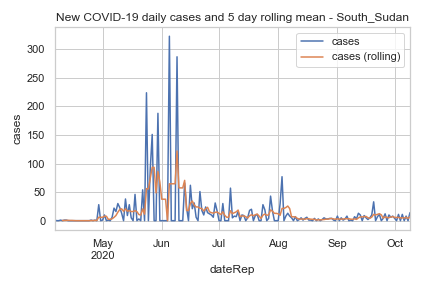 New COVID-19 daily cases and 5 day rolling mean - South_Sudan
cases
cases (rolling)
cases
300
250
200
150
100
50
0
May Jun Jul Aug Sep Oct
2020
dateRep